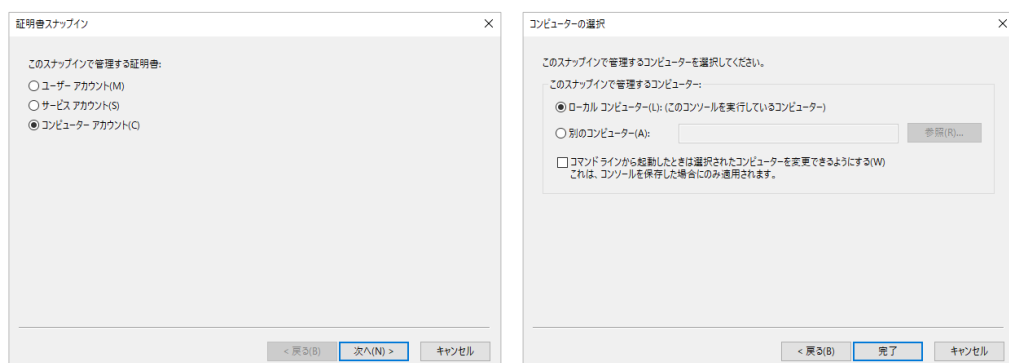 証明書スナップイン
このスナップインで管理する証明書:
ユーザー アカウント(M)
サービス アカウント(S)
コンピューター アカウント(C)
< 戻る(B)
次へ(N) >
キャンセル
コンピューターの選択
このスナップインで管理するコンピューターを選択してください。
このスナップインで管理するコンピューター:
ローカル コンピューター(L): (このコンソールを実行しているコンピューター)
別のコンピューター(A):
参照(R)...
コマンド ラインから起動したときは選択されたコンピューターを変更できるようにする(W)
これは、コンソールを保存した場合にのみ適用されます。
< 戻る(B)
完了
キャンセル